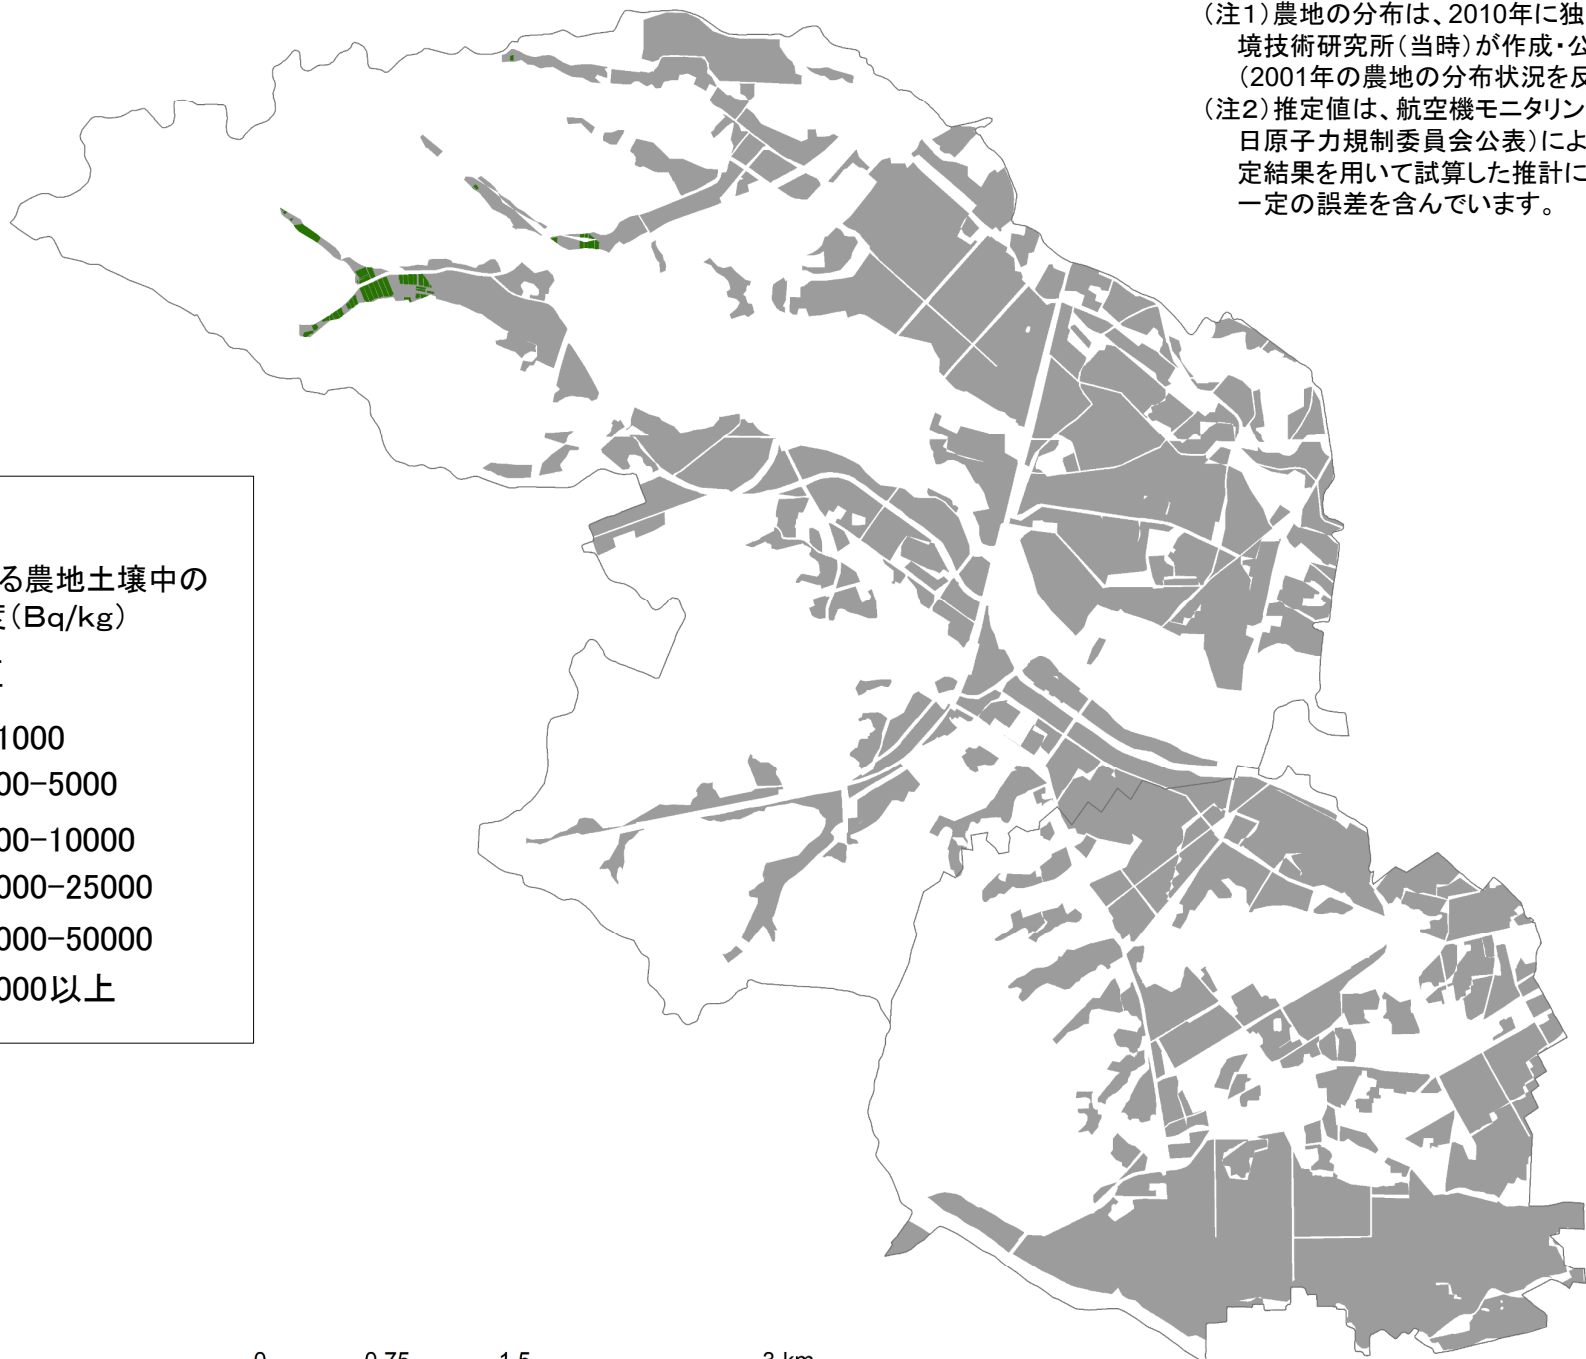 (注1)農地の分布は、2010年に独
境技術研究所(当時)が作成・公
(2001年の農地の分布状況を反
(注2)推定値は、航空機モニタリン
日原子力規制委員会公表)によ
定結果を用いて試算した推計に
一定の誤差を含んでいます。
る農地土壌中の
度(Bq/kg)
1000
00-5000
00-10000
000-25000
000-50000
000以上
0 0.75 1.5 3 km